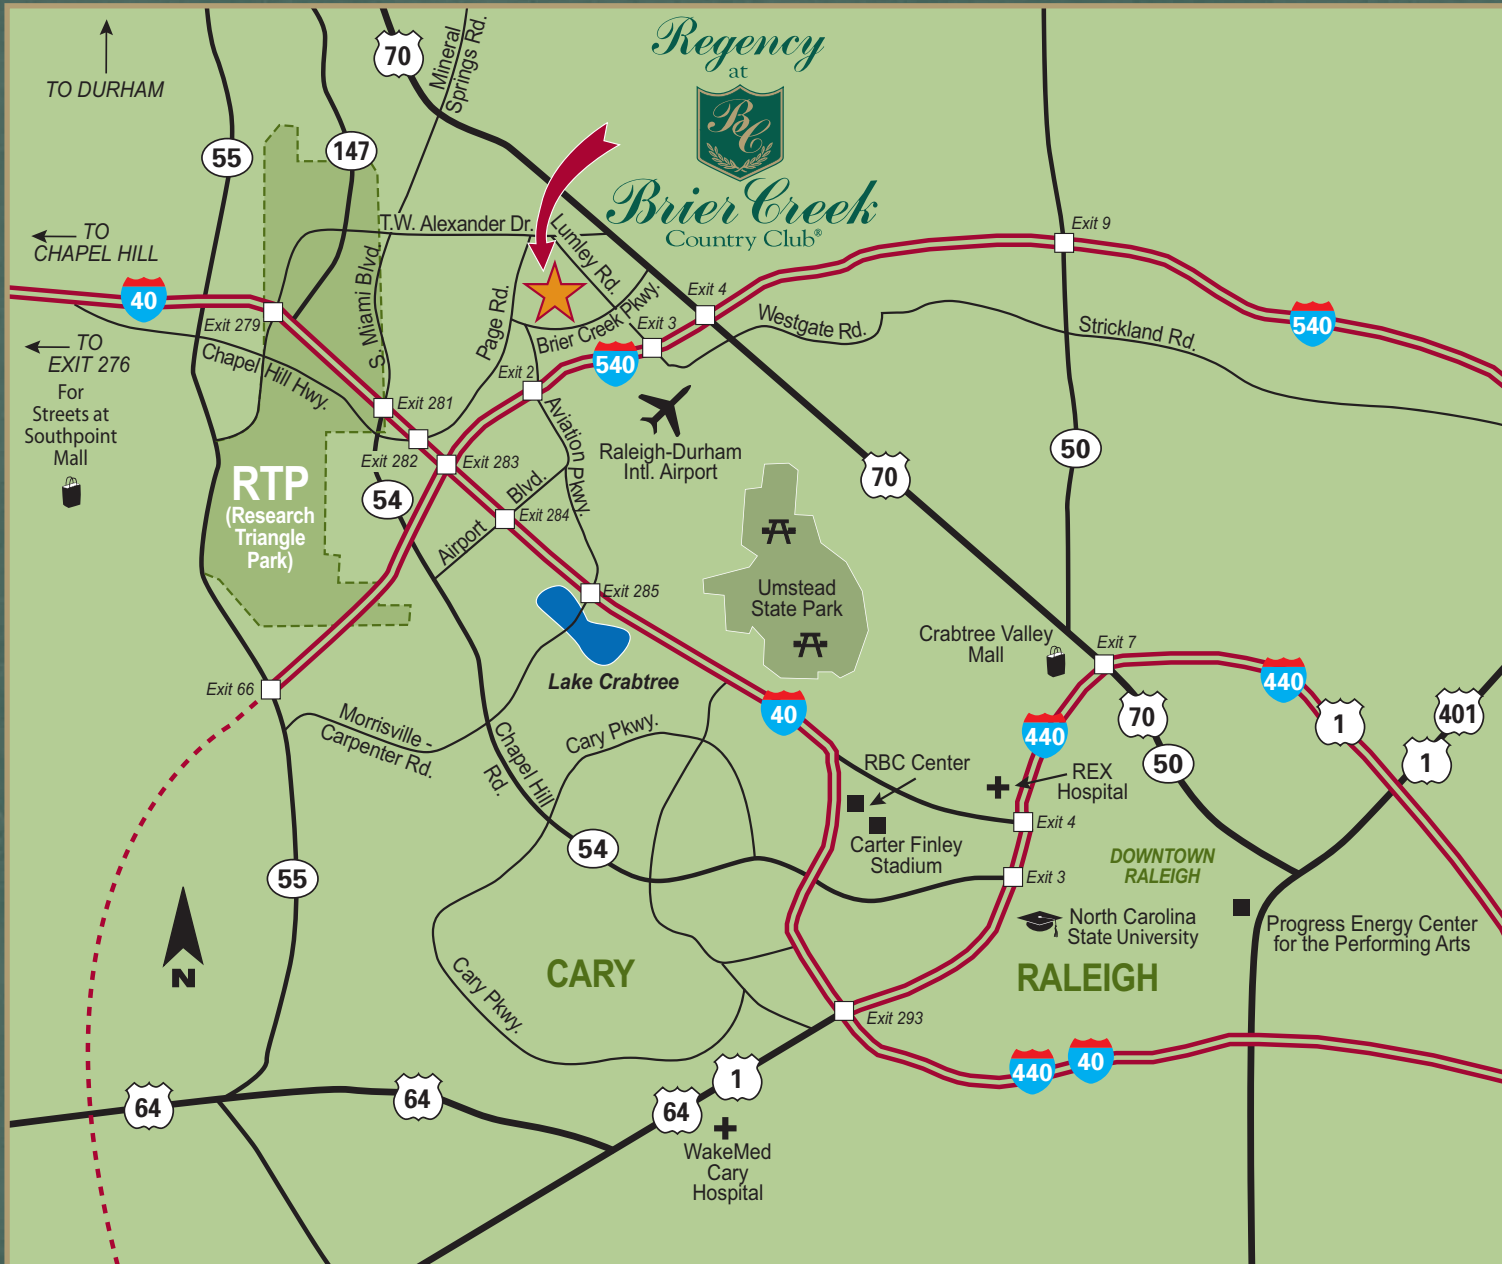 Regency
at
BC
Brier Creek
Country Club®
TO DURHAM
70
Mineral
Springs Rd.
55
147
T.W. Alexander Dr.
Lumley Rd.
TO
CHAPEL HILL
40
Exit 279
S. Miami Blvd.
Page Rd.
Brier Creek Pkwy.
Exit 4
Exit 3
Exit 9
Westgate Rd.
Strickland Rd.
540
TO
EXIT 276
For
Streets at
Southpoint
Mall
Chapel Hill Hwy.
Exit 2
540
Exit 281
Exit 282
Exit 283
Aviation Pkwy.
Raleigh-Durham
Intl. Airport
70
50
RTP
(Research
Triangle
Park)
54
Airport
Blvd.
Exit 284
Exit 285
Umstead
State Park
Crabtree Valley
Mall
Exit 7
440
Exit 66
Lake Crabtree
40
Morrisville -
Carpenter Rd.
Chapel Hill
Rd.
Cary Pkwy.
440
70
50
1
401
1
RBC Center
REX
Hospital
Exit 4
Carter Finley
Stadium
54
DOWNTOWN
RALEIGH
Exit 3
55
N
North Carolina
State University
Progress Energy Center
for the Performing Arts
CARY
Cary Pkwy.
RALEIGH
Exit 293
440
40
64
64
1
64
WakeMed
Cary
Hospital